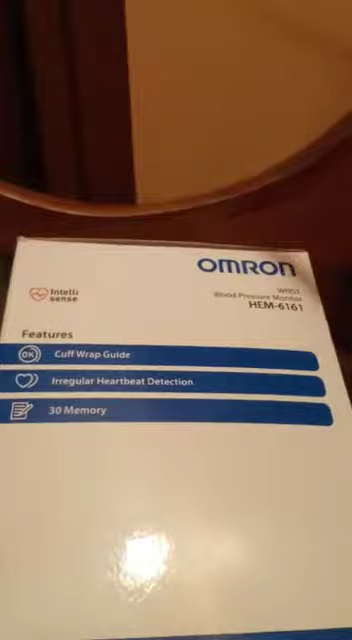 OMRON
Intelli
sense
WRIST
Blood Pressure Monitor
HEM-6161
Features
OK
Cuff Wrap Guide
Irregular Heartbeat Detection
30 Memory